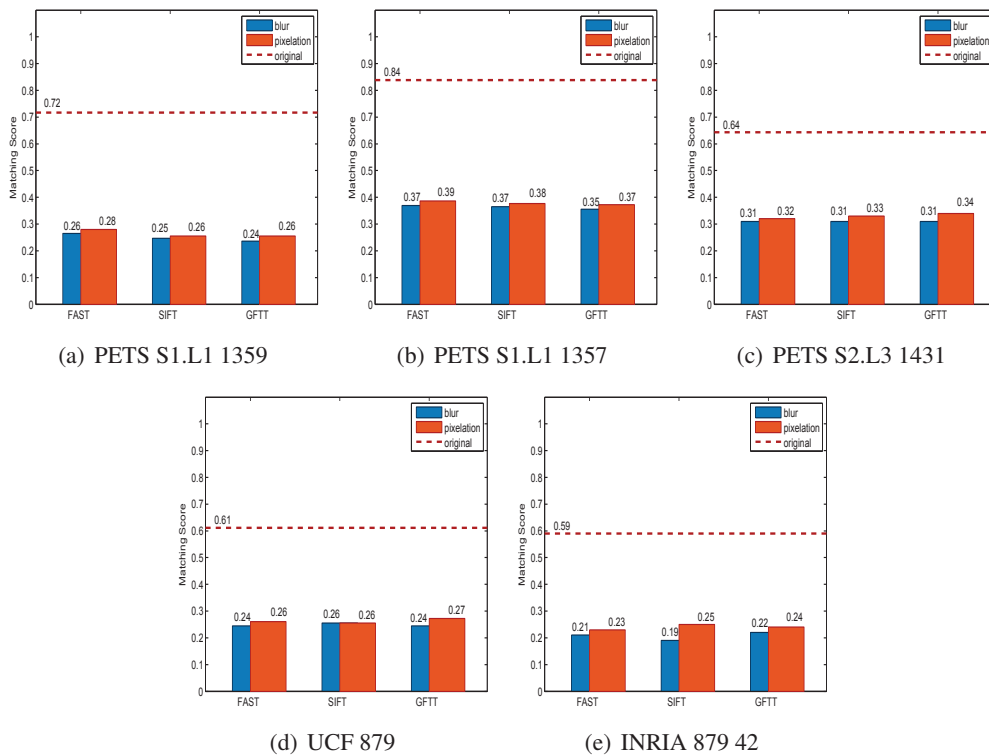 blur
pixelation
original
Matching Score
1
0.9
0.8
0.7
0.6
0.5
0.4
0.3
0.2
0.1
0
0.72
0.26 0.28
0.25 0.26
0.24 0.26
FAST SIFT GFTT
(a) PETS S1.L1 1359
blur
pixelation
original
Matching Score
1
0.9
0.8
0.7
0.6
0.5
0.4
0.3
0.2
0.1
0
0.84
0.37 0.39
0.37 0.38
0.35 0.37
FAST SIFT GFTT
(b) PETS S1.L1 1357
blur
pixelation
original
Matching Score
1
0.9
0.8
0.7
0.6
0.5
0.4
0.3
0.2
0.1
0
0.64
0.31 0.32
0.31 0.33
0.31 0.34
FAST SIFT GFTT
(c) PETS S2.L3 1431
blur
pixelation
original
Matching Score
1
0.9
0.8
0.7
0.6
0.5
0.4
0.3
0.2
0.1
0
0.61
0.24 0.26
0.26 0.26
0.24 0.27
FAST SIFT GFTT
(d) UCF 879
blur
pixelation
original
Matching Score
1
0.9
0.8
0.7
0.6
0.5
0.4
0.3
0.2
0.1
0
0.59
0.21 0.23
0.19 0.25
0.22 0.24
FAST SIFT GFTT
(e) INRIA 879 42